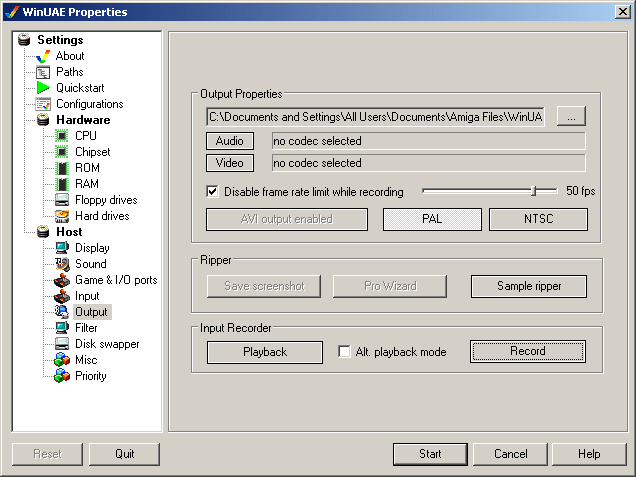 WinUAE Properties
Settings
About
Paths
Quickstart
Configurations
Hardware
CPU
Chipset
ROM
RAM
Floppy drives
Hard drives
Host
Display
Sound
Game & I/O ports
Input
Output
Filter
Disk swapper
Misc
Priority
Output Properties
C:\Documents and Settings\All Users\Documents\Amiga Files\WinUA
...
Audio
no codec selected
Video
no codec selected
Disable frame rate limit while recording
50 fps
AVI output enabled
PAL
NTSC
Ripper
Save screenshot
Pro Wizard
Sample ripper
Input Recorder
Playback
Alt. playback mode
Record
Reset
Quit
Start
Cancel
Help